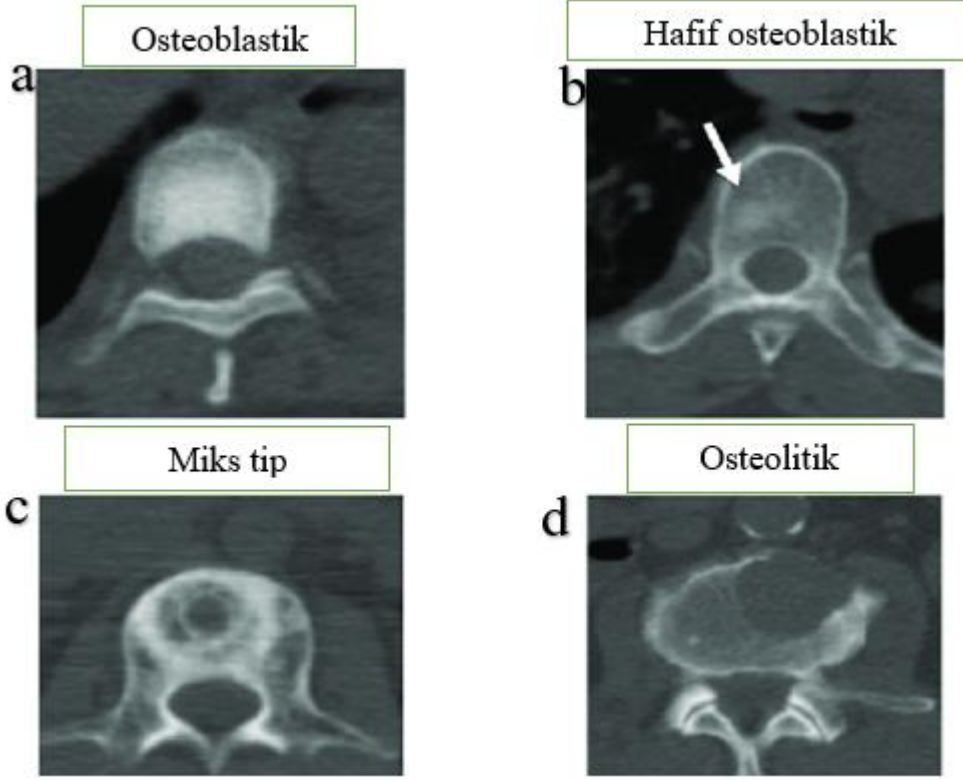 Osteoblastik
Hafif osteoblastik
a
b
Miks tip
Osteolitik
c
d